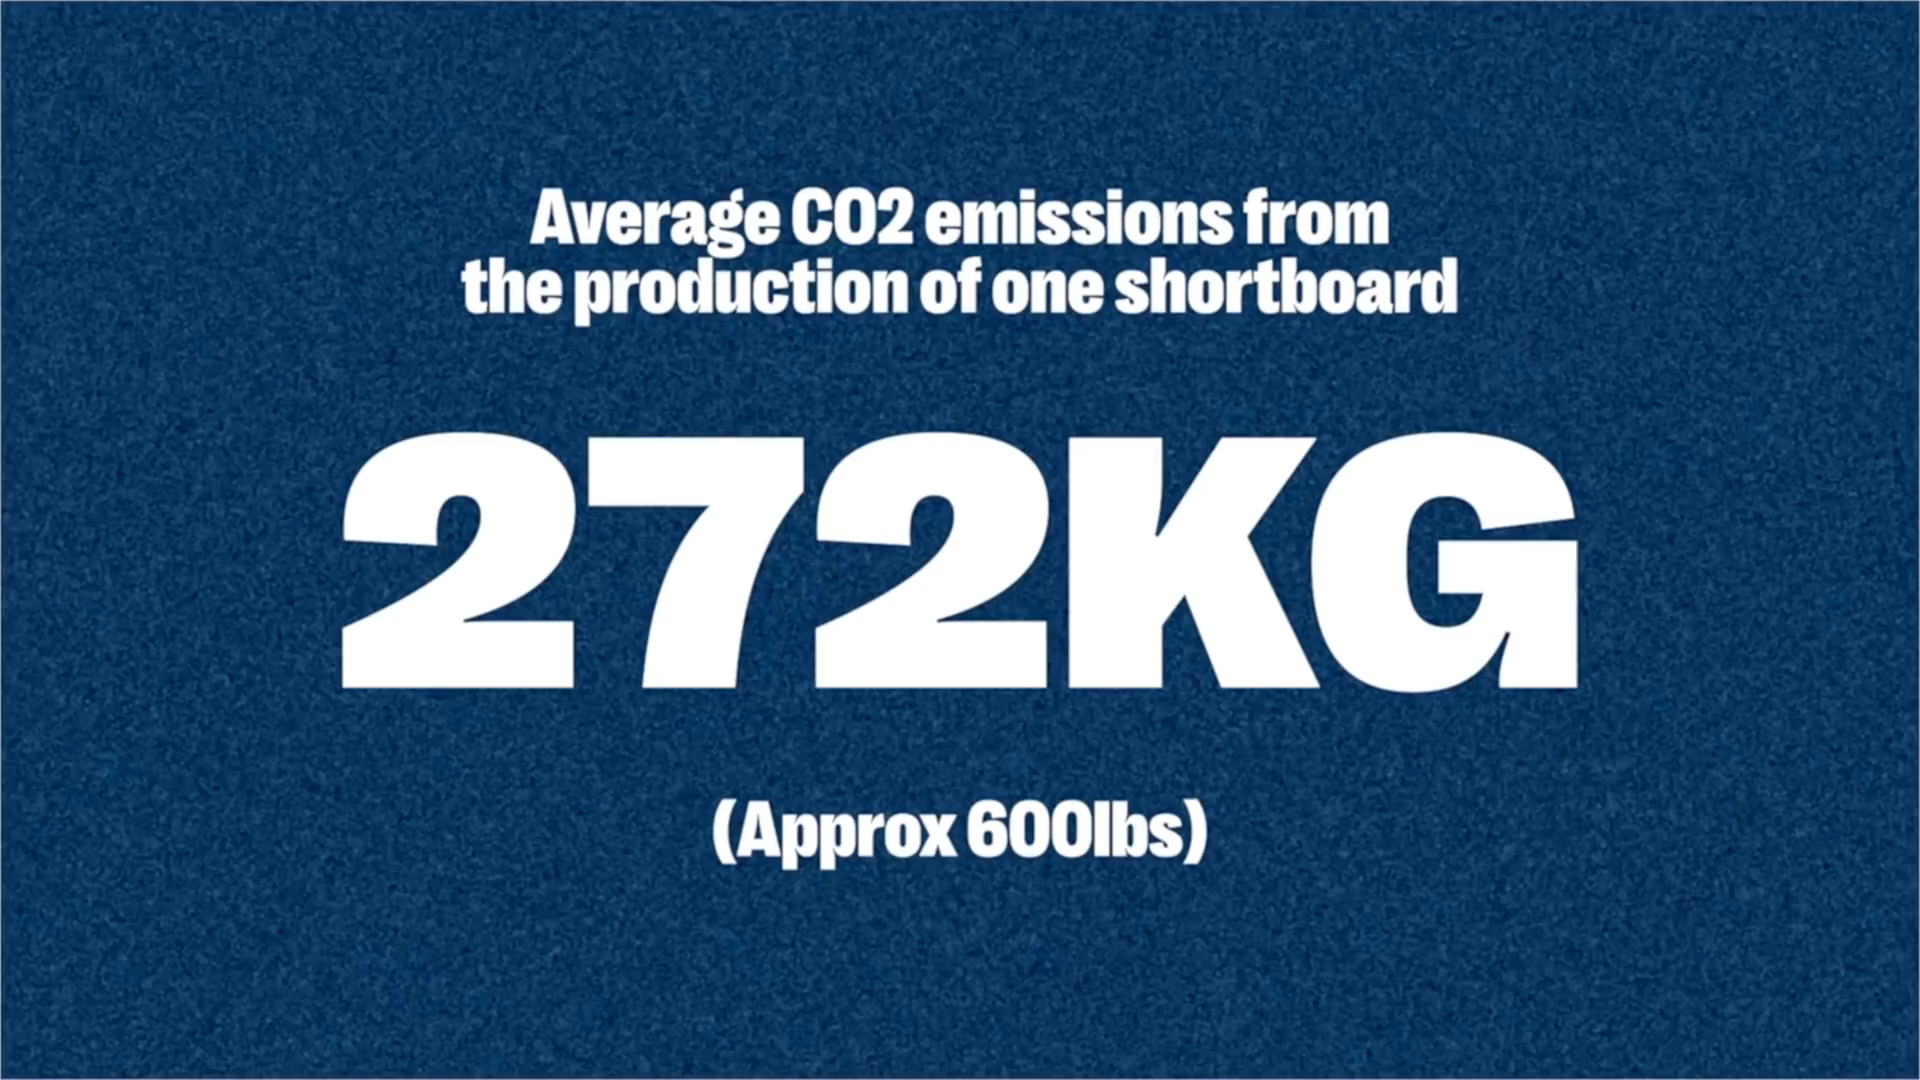 Average CO2 emissions from
the production of one shortboard
272KG
(Approx 600lbs)